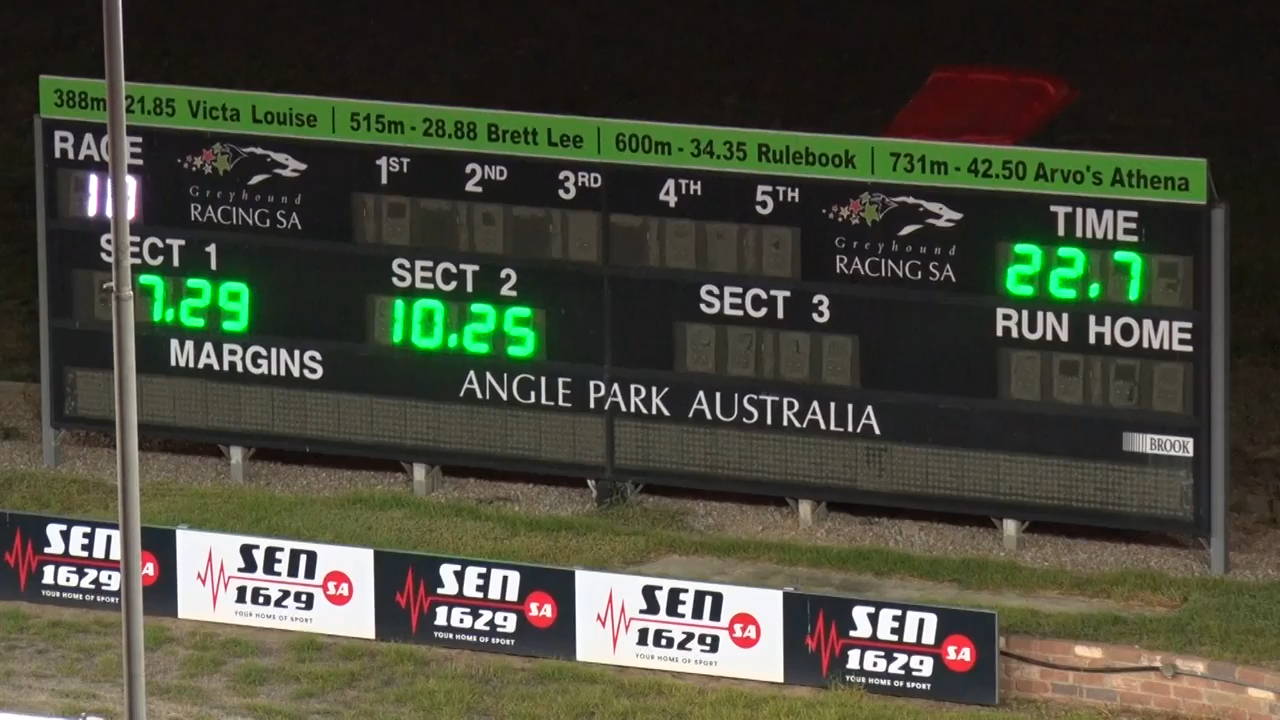 388m 21.85 Victa Louise | 515m - 28.88 Brett Lee | 600m - 34.35 Rulebook | 731m - 42.50 Arvo's Athena
RACE
Greyhound
RACING SA
1ST 2ND 3RD 4TH 5TH
Greyhound
RACING SA
TIME
22.7
SECT 1
7.29
SECT 2
10.25
SECT 3
RUN HOME
MARGINS
ANGLE PARK AUSTRALIA
BROOK
SEN
1629
SA
YOUR HOME OF SPORT
SEN
1629
SA
YOUR HOME OF SPORT
SEN
1629
SA
YOUR HOME OF SPORT
SEN
1629
SA
YOUR HOME OF SPORT
SEN
1629
SA
YOUR HOME OF SPORT